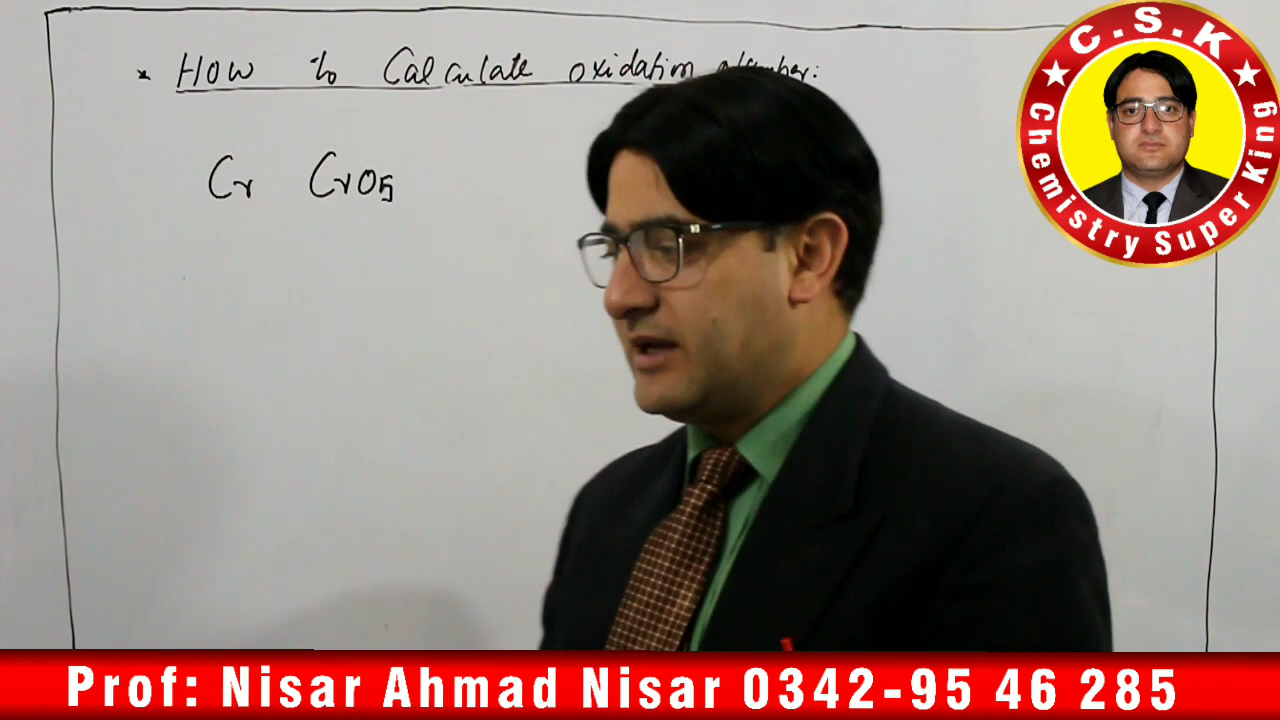 * HOW to Calculate oxidation
Cr CrO5
C.S.K
Chemistry Super King
Prof: Nisar Ahmad Nisar 0342-95 46 285